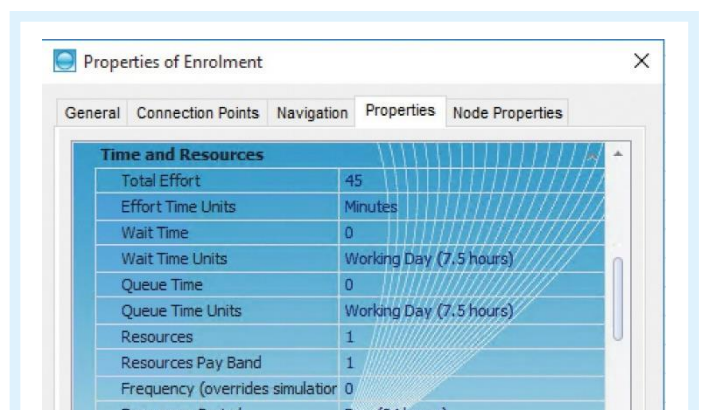 Properties of Enrolment
General Connection Points Navigation Properties Node Properties
Time and Resources
Total Effort 45
Effort Time Units Minutes
Wait Time 0
Wait Time Units Working Day (7.5 hours)
Queue Time 0
Queue Time Units Working Day (7.5 hours)
Resources 1
Resources Pay Band 1
Frequency (overrides simulation 0